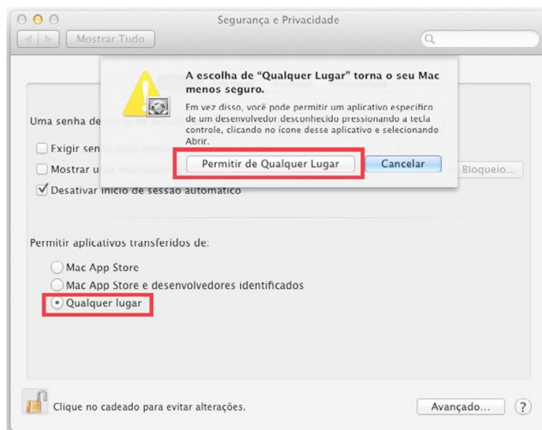 Segurança e Privacidade
Mostrar Tudo
A escolha de “Qualquer Lugar” torna o seu Mac
menos seguro.
Em vez disso, você pode permitir um aplicativo específico
de um desenvolvedor desconhecido pressionando a tecla
controle, clicando no ícone desse aplicativo e selecionando
Abrir.
Permitir de Qualquer Lugar Cancelar
Uma senha de
Exigir sen
Mostrar u Bloqueio...
Desativar início de sessão automático
Permitir aplicativos transferidos de:
Mac App Store
Mac App Store e desenvolvedores identificados
Qualquer lugar
Clique no cadeado para evitar alterações.
Avançado... ?